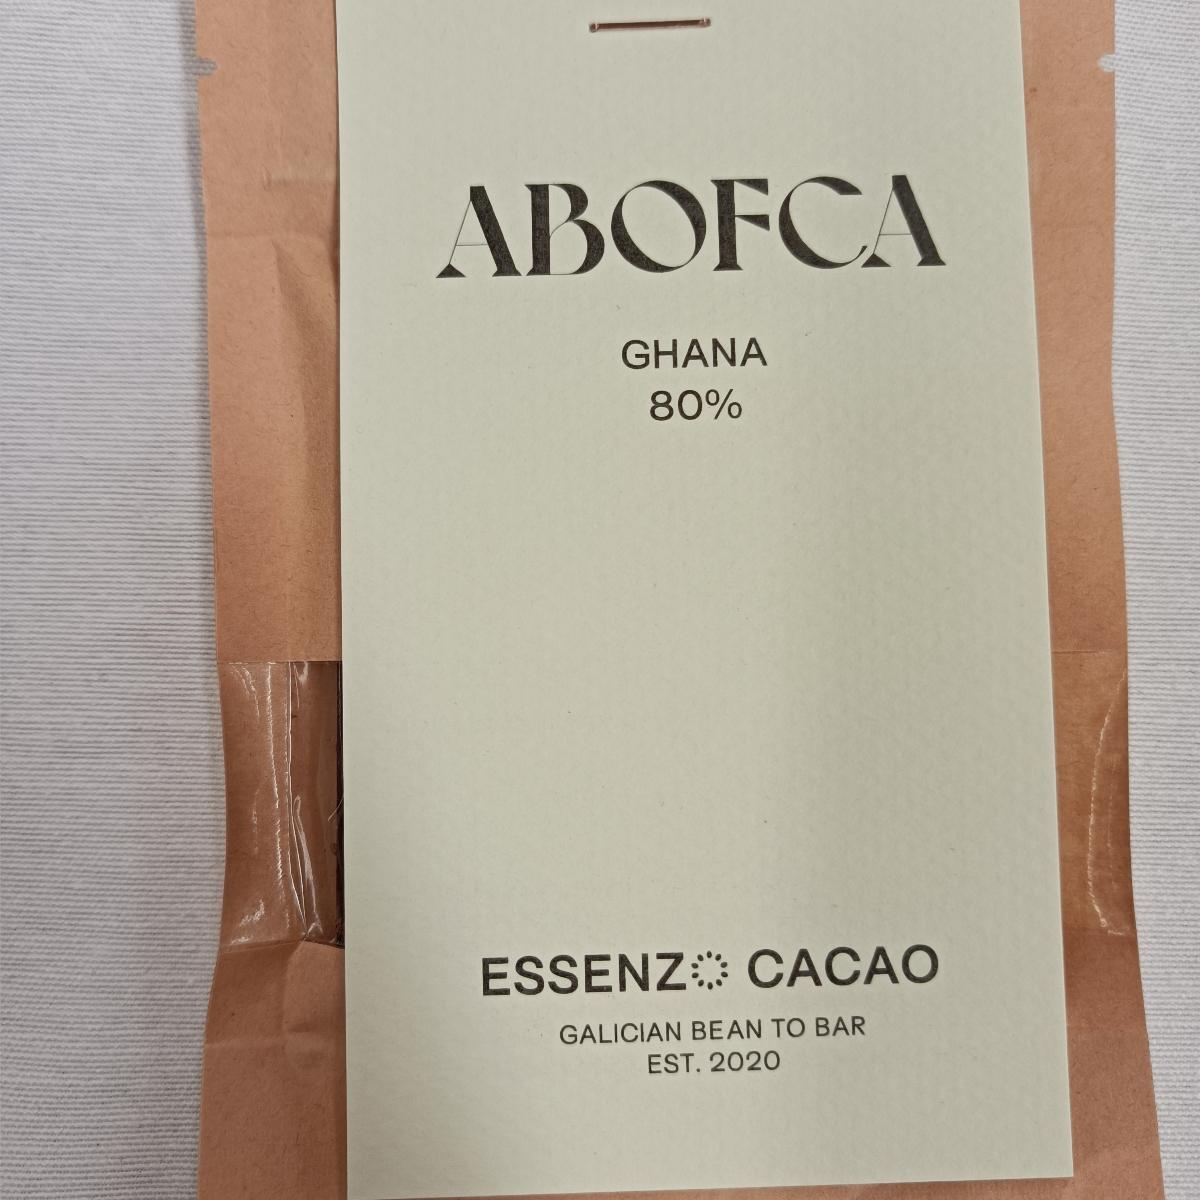 ABOFCA
GHANA
80%
ESSENZO CACAO
GALICIAN BEAN TO BAR
EST. 2020